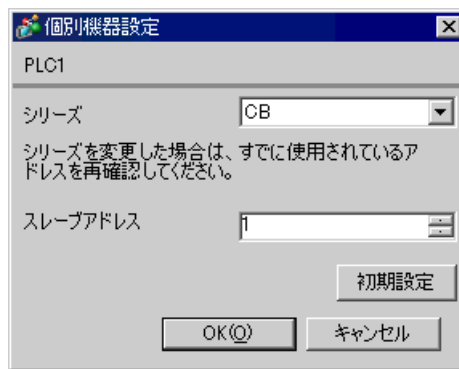 個別機器設定
PLC1
シリーズ CB
シリーズを変更した場合は、すでに使用されているア
ドレスを再確認してください。
スレーブアドレス 1
初期設定
OK(O) キャンセル